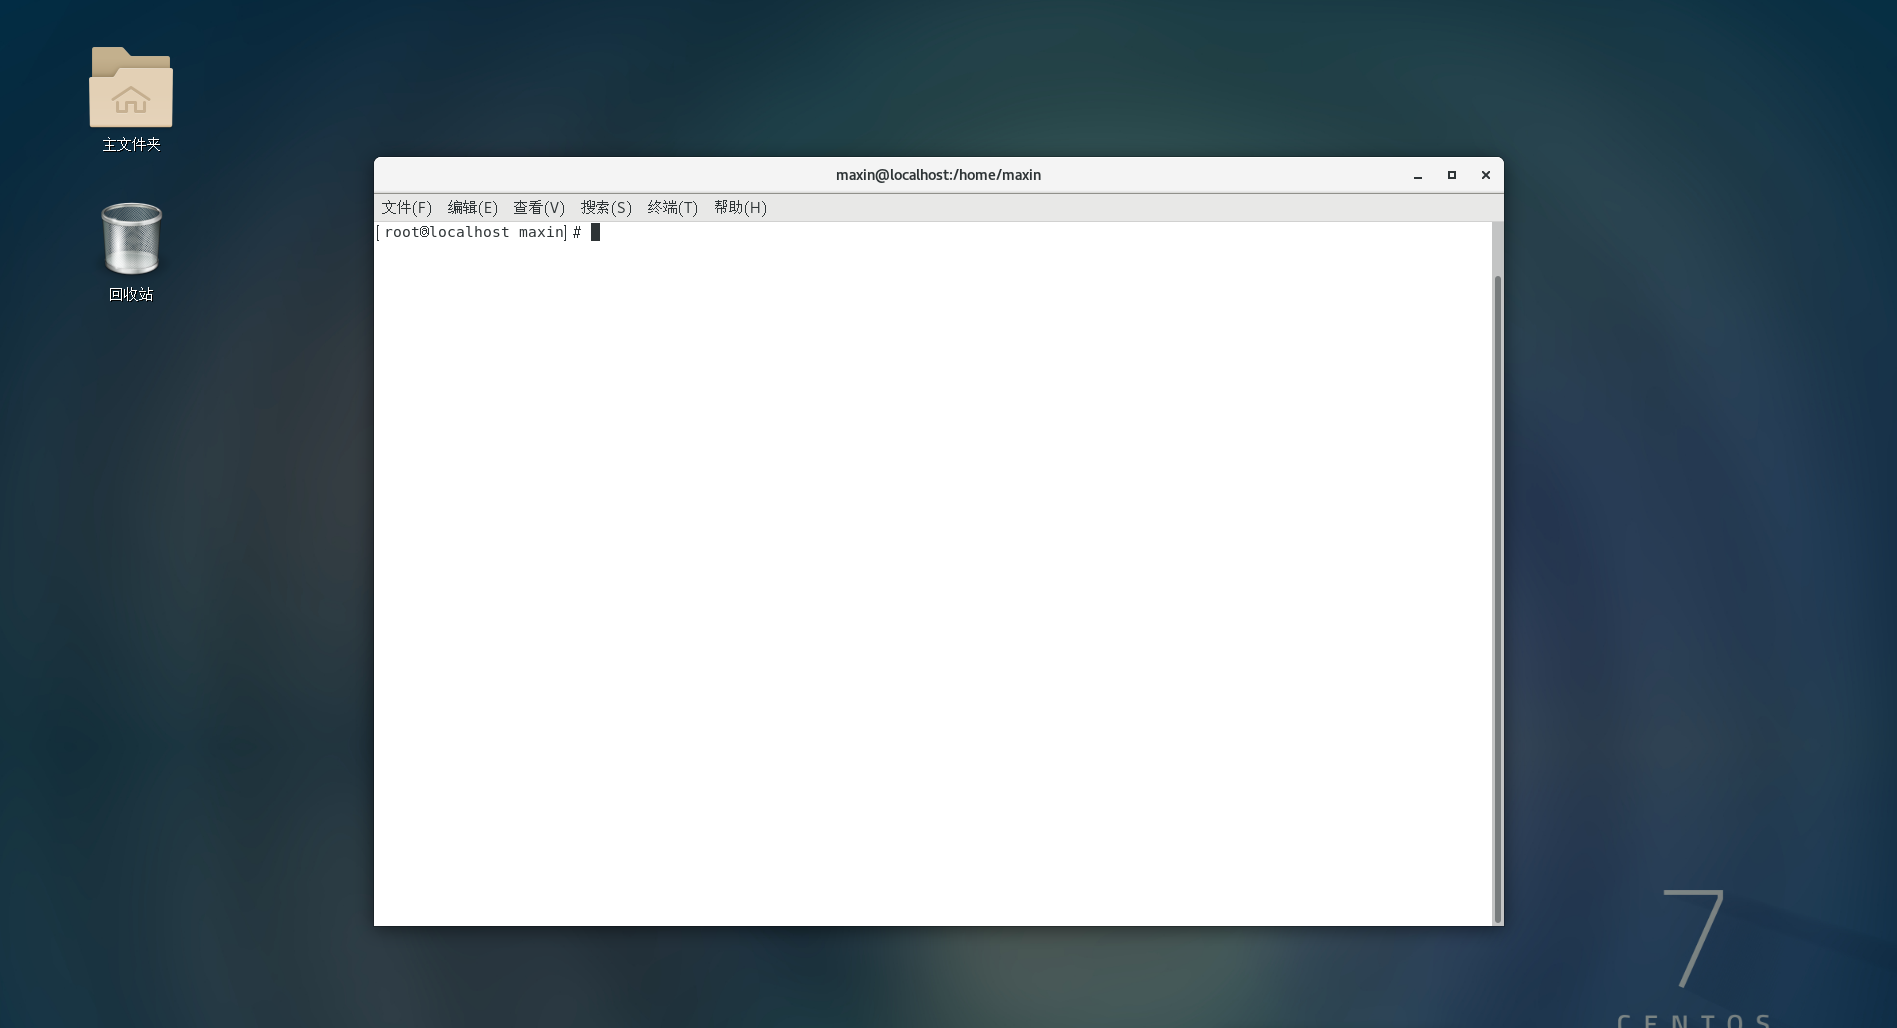 主文件夹
回收站
maxin@localhost:/home/maxin
文件(F) 编辑(E) 查看(V) 搜索(S) 终端(T) 帮助(H)
[root@localhost maxin]#
7
CENTOS